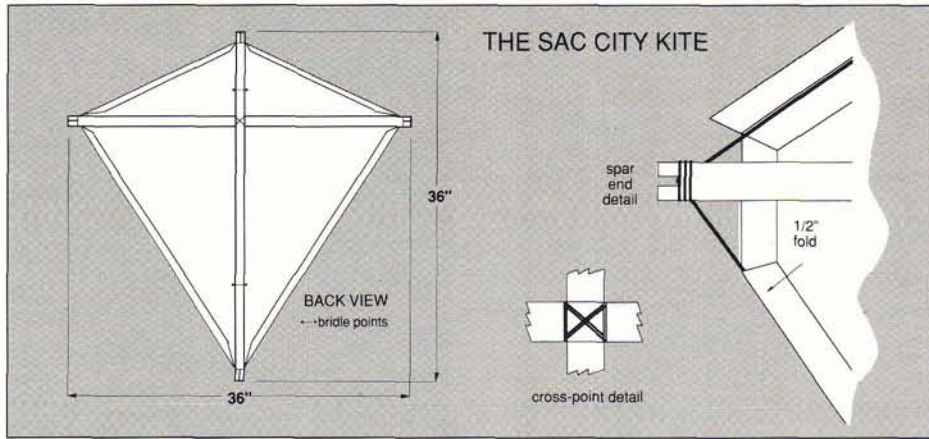 THE SAC CITY KITE
36"
36"
BACK VIEW
bridle points
spar
end
detail
1/2"
fold
cross-point detail